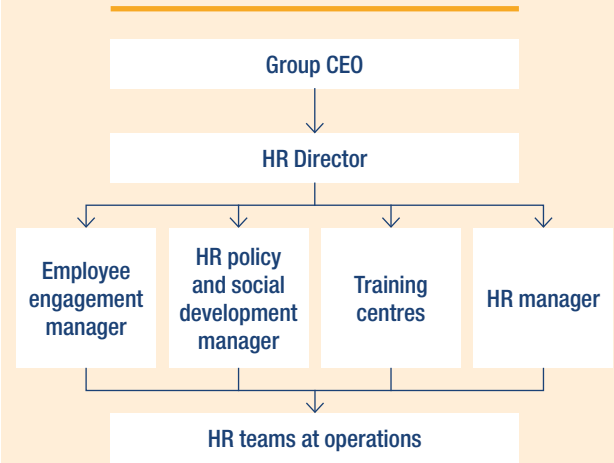 Group CEO
HR Director
Employee
engagement
manager
HR policy
and social
development
manager
Training
centres
HR manager
HR teams at operations